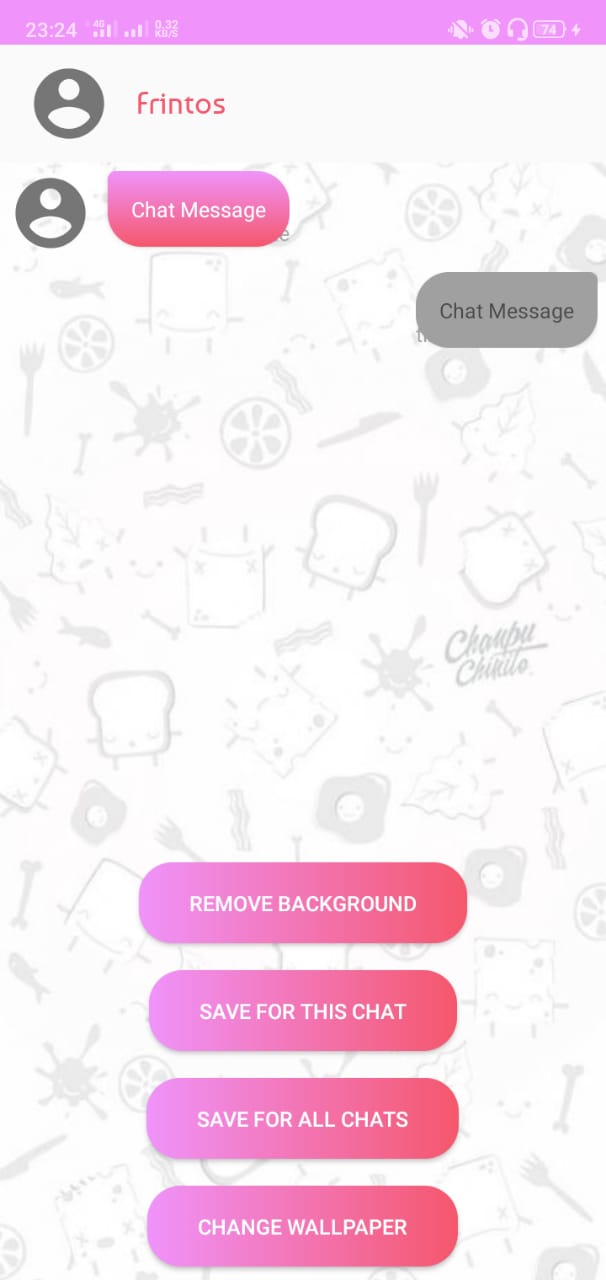 23:24 4G 0.32 KB/S 74
Frintos
Chat Message
Chat Message
Chanpu
Chinito
REMOVE BACKGROUND
SAVE FOR THIS CHAT
SAVE FOR ALL CHATS
CHANGE WALLPAPER